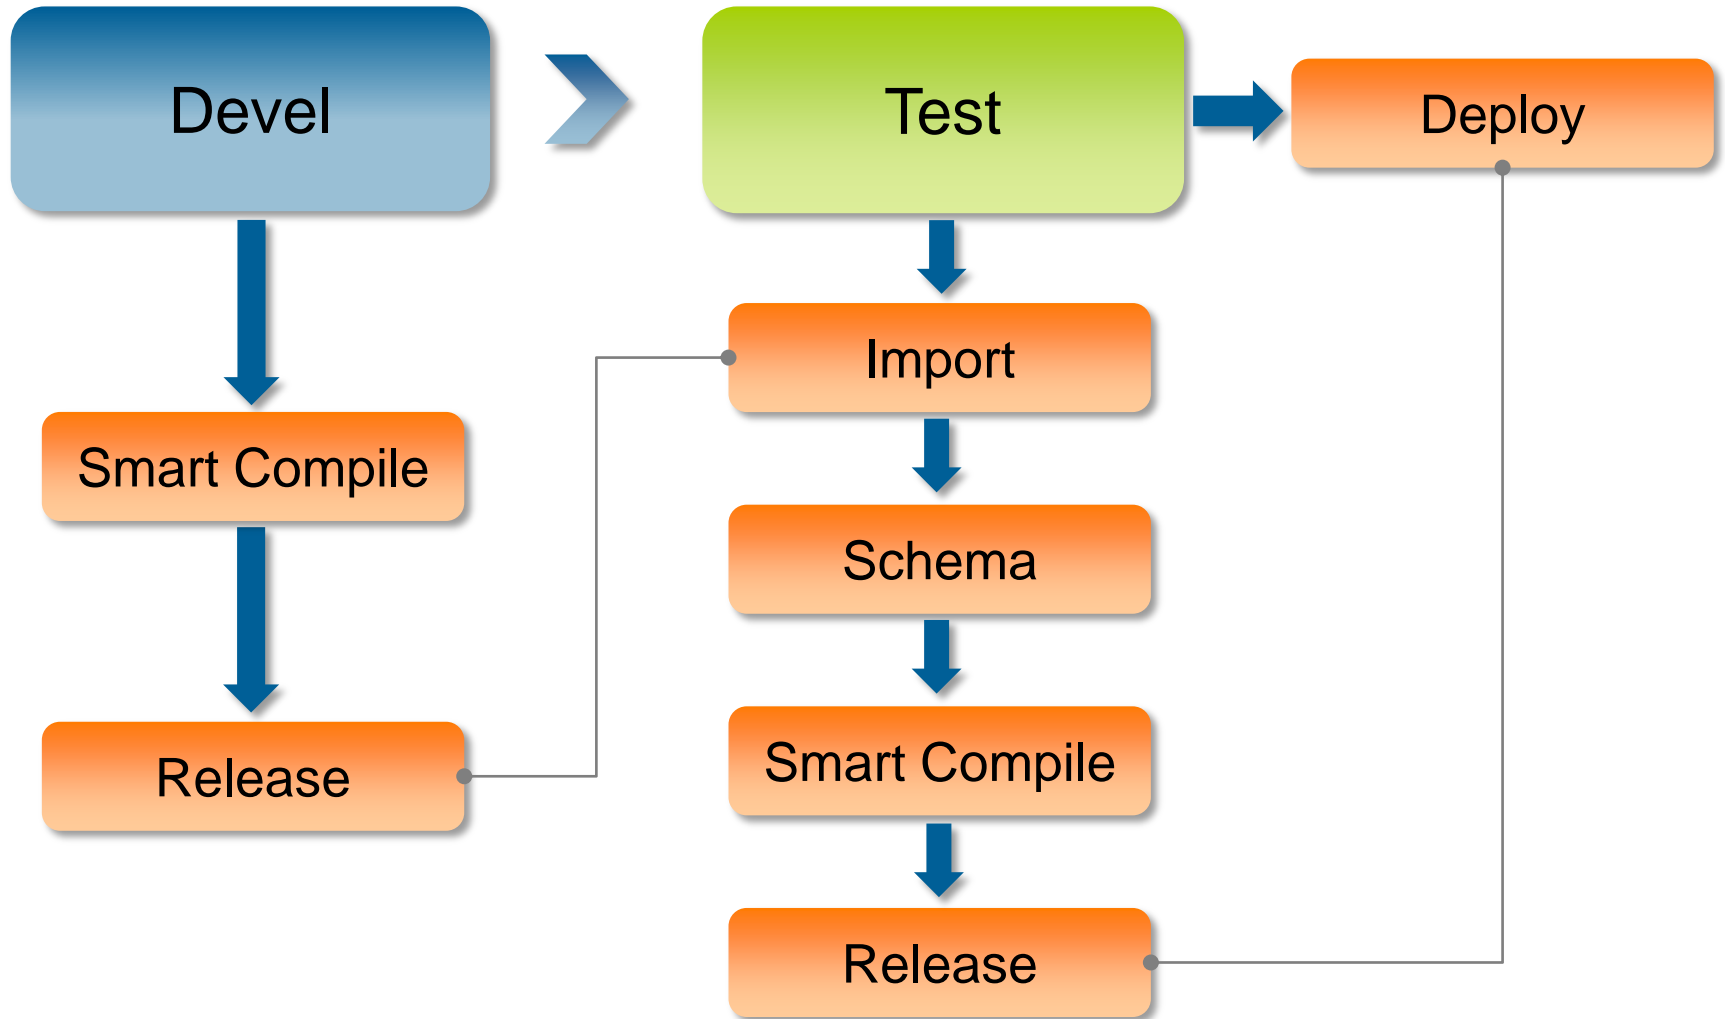 Devel
Test
Deploy
Import
Smart Compile
Schema
Release
Smart Compile
Release